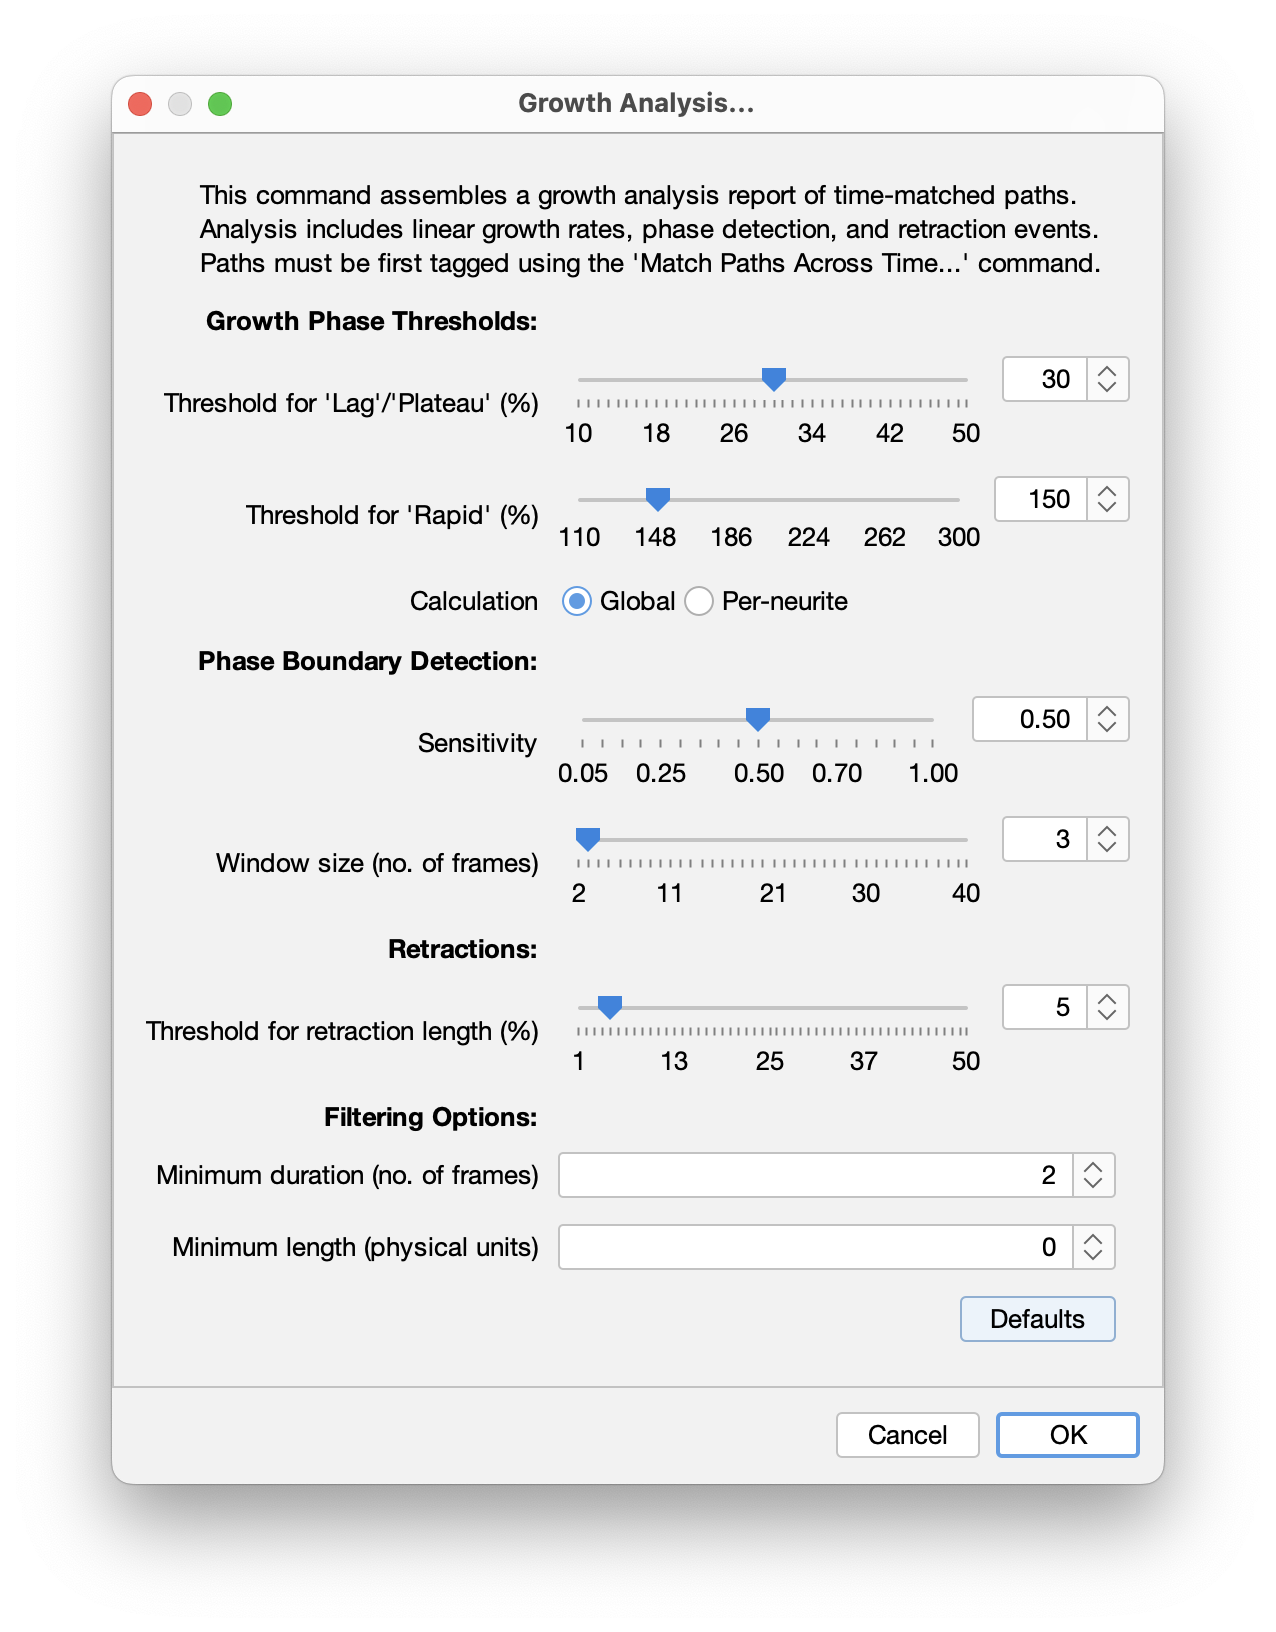 Growth Analysis...
This command assembles a growth analysis report of time-matched paths.
Analysis includes linear growth rates, phase detection, and retraction events.
Paths must be first tagged using the 'Match Paths Across Time...' command.
Growth Phase Thresholds:
Threshold for 'Lag'/'Plateau' (%)
30
10 18 26 34 42 50
Threshold for 'Rapid' (%)
150
110 148 186 224 262 300
Calculation Global Per-neurite
Phase Boundary Detection:
Sensitivity
0.50
0.05 0.25 0.50 0.70 1.00
Window size (no. of frames)
3
2 11 21 30 40
Retractions:
Threshold for retraction length (%)
5
1 13 25 37 50
Filtering Options:
Minimum duration (no. of frames) 2
Minimum length (physical units) 0
Defaults
Cancel OK